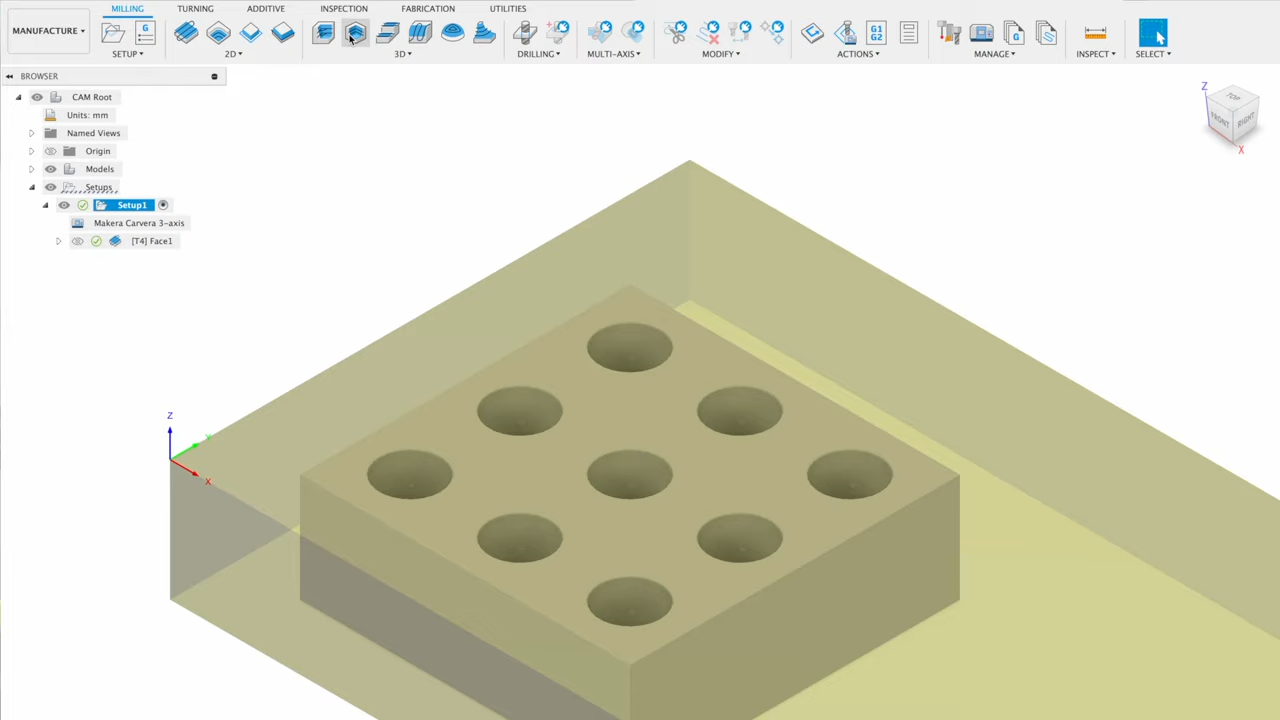 MILLING TURNING ADDITIVE INSPECTION FABRICATION UTILITIES
MANUFACTURE
G
G1
G2
G
SETUP 2D 3D DRILLING MULTI-AXIS MODIFY ACTIONS MANAGE INSPECT SELECT
BROWSER
CAM Root
Units: mm
Named Views
Origin
Models
Setups
Setup1
Makera Carvera 3-axis
[T4] Face1
Z
TOP
FRONT
RIGHT
X
Z
Y
X